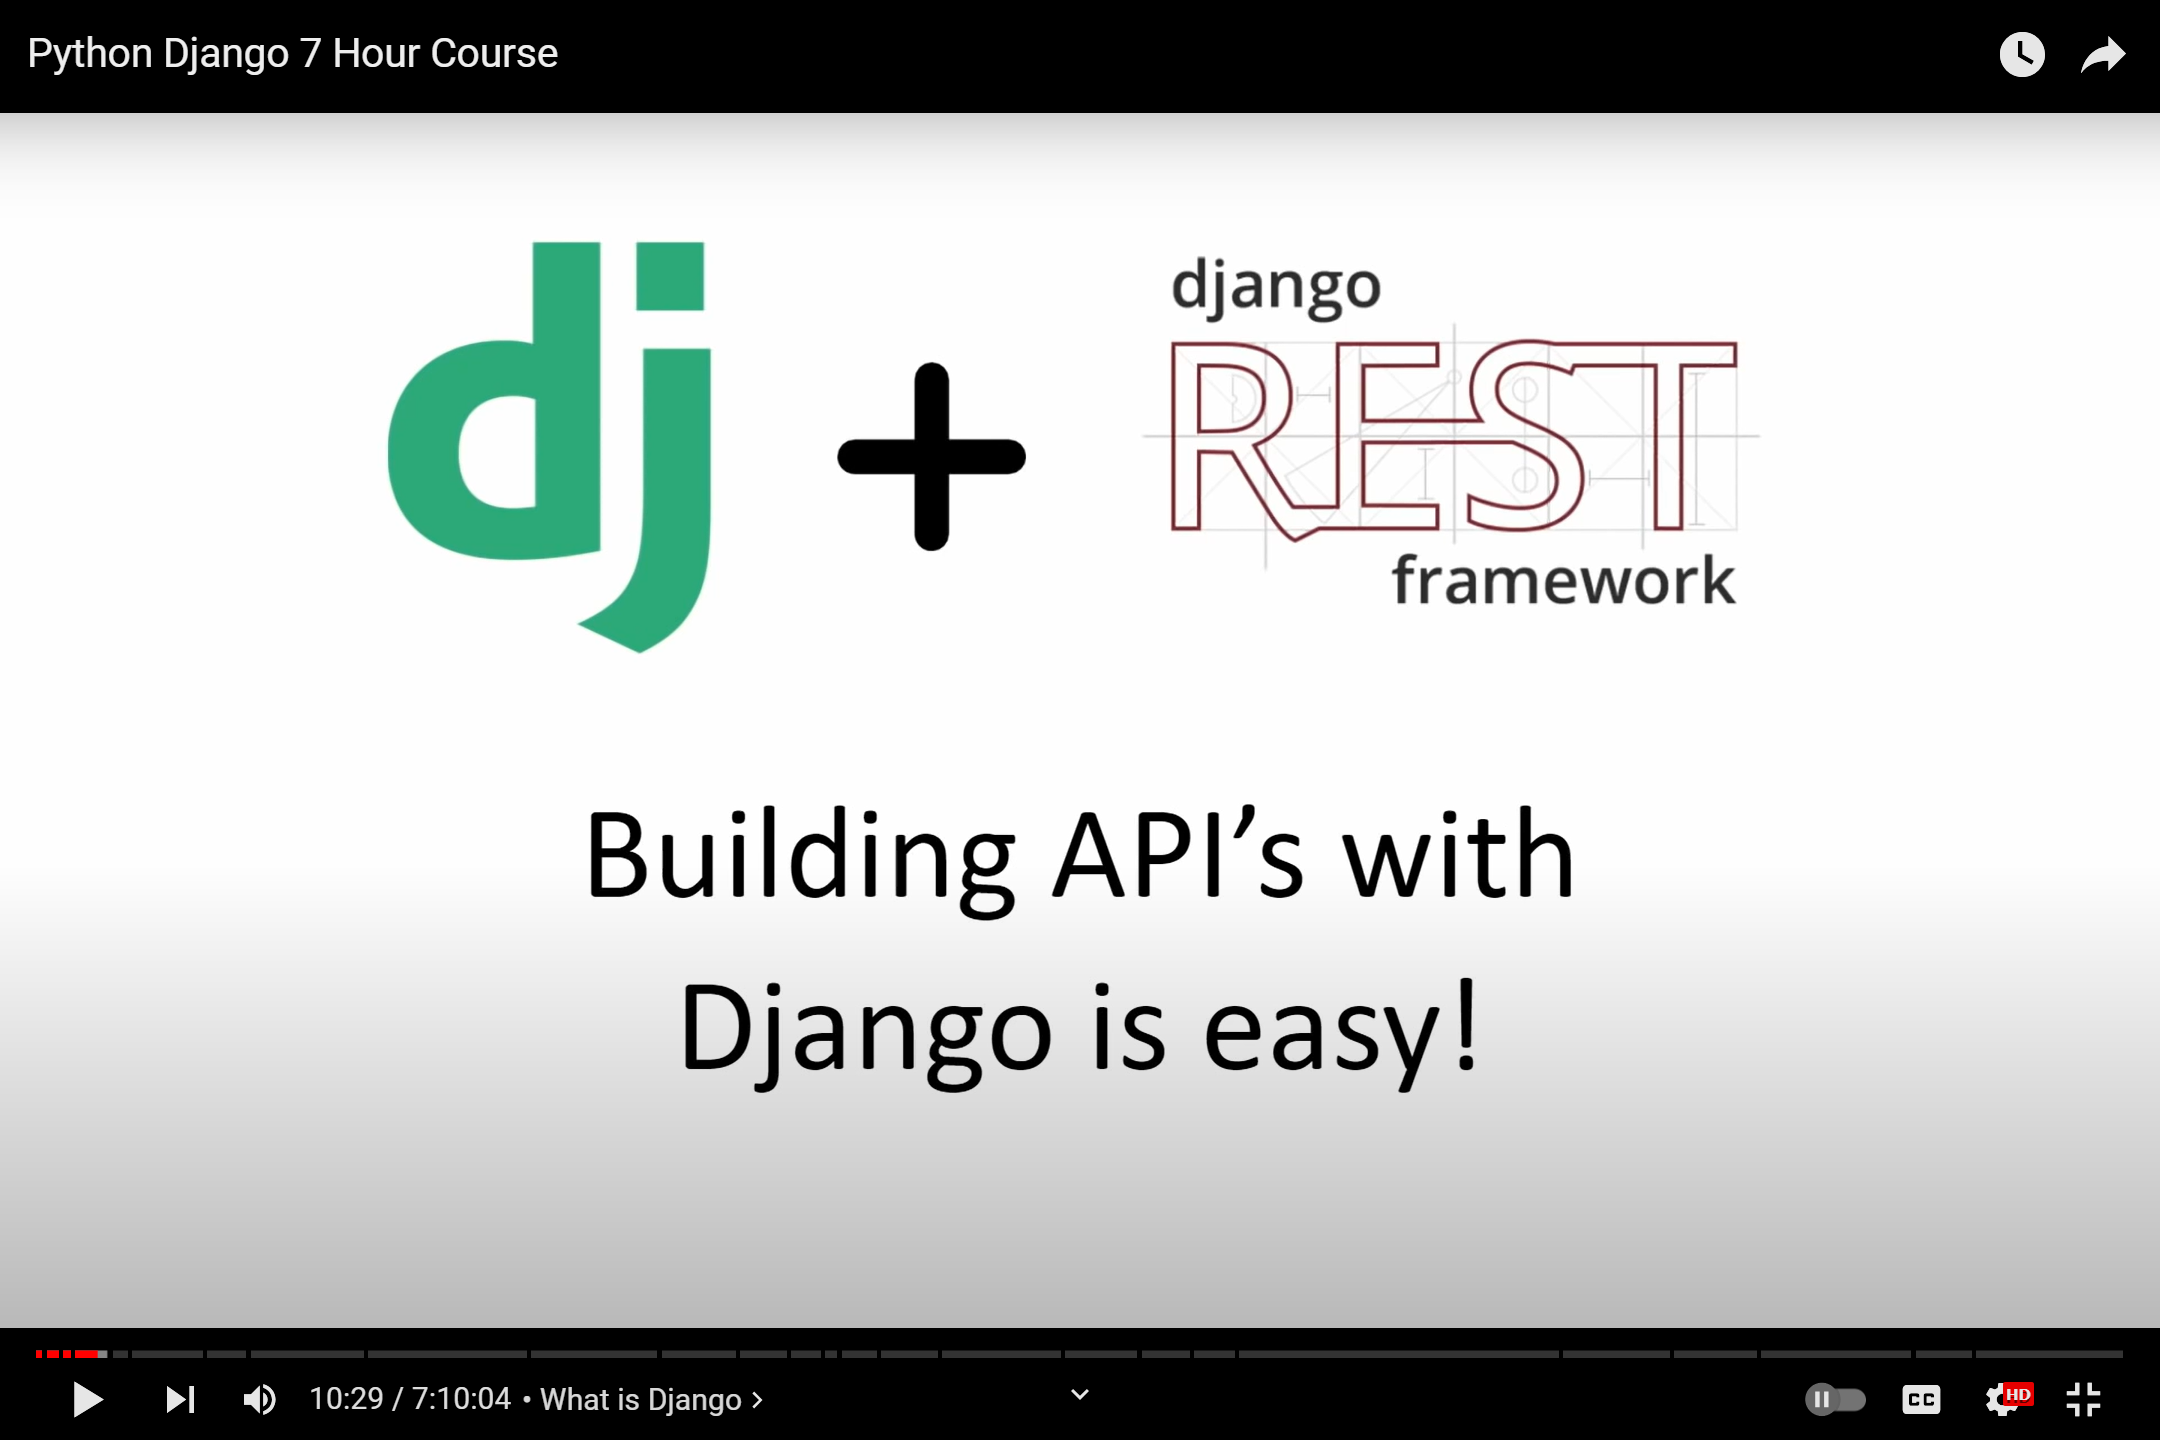 Python Django 7 Hour Course
dj
django
REST
framework
Building API’s with
Django is easy!
10:29 / 7:10:04 • What is Django
CC
HD